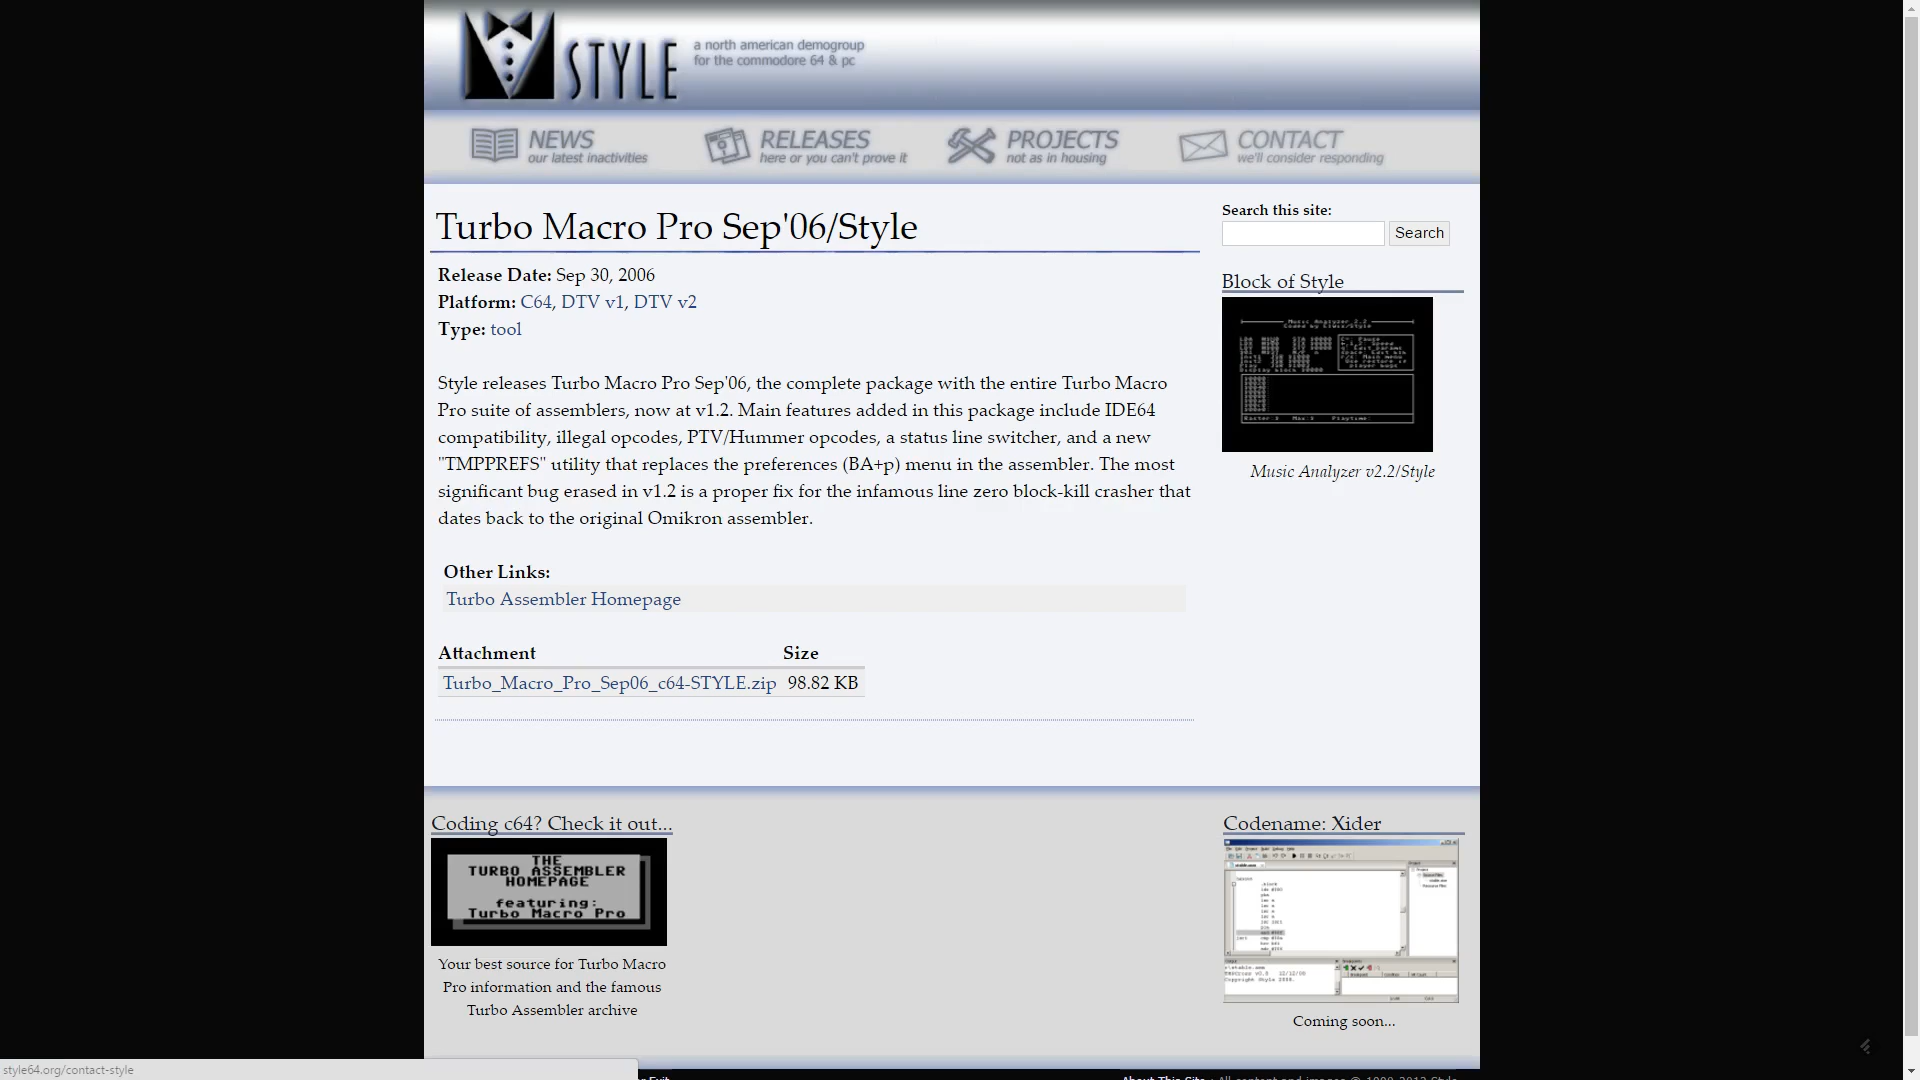 STYLE
a north american demogroup
for the commodore 64 & pc
NEWS
our latest inactivities
RELEASES
here or you can't prove it
PROJECTS
not as in housing
CONTACT
we'll consider responding
Turbo Macro Pro Sep'06/Style
Release Date: Sep 30, 2006
Platform: C64, DTV v1, DTV v2
Type: tool
Style releases Turbo Macro Pro Sep'06, the complete package with the entire Turbo Macro
Pro suite of assemblers, now at v1.2. Main features added in this package include IDE64
compatibility, illegal opcodes, PTV/Hummer opcodes, a status line switcher, and a new
"TMPPREFS" utility that replaces the preferences (BA+p) menu in the assembler. The most
significant bug erased in v1.2 is a proper fix for the infamous line zero block-kill crasher that
dates back to the original Omikron assembler.
Other Links:
Turbo Assembler Homepage
Attachment Size
Turbo_Macro_Pro_Sep06_c64-STYLE.zip 98.82 KB
Search this site:
Search
Block of Style
Music Analyzer 2.2
Music Analyzer v2.2/Style
Coding c64? Check it out...
THE
TURBO ASSEMBLER
HOMEPAGE
featuring:
Turbo Macro Pro
Your best source for Turbo Macro
Pro information and the famous
Turbo Assembler archive
Codename: Xider
Coming soon...
style64.org/contact-style